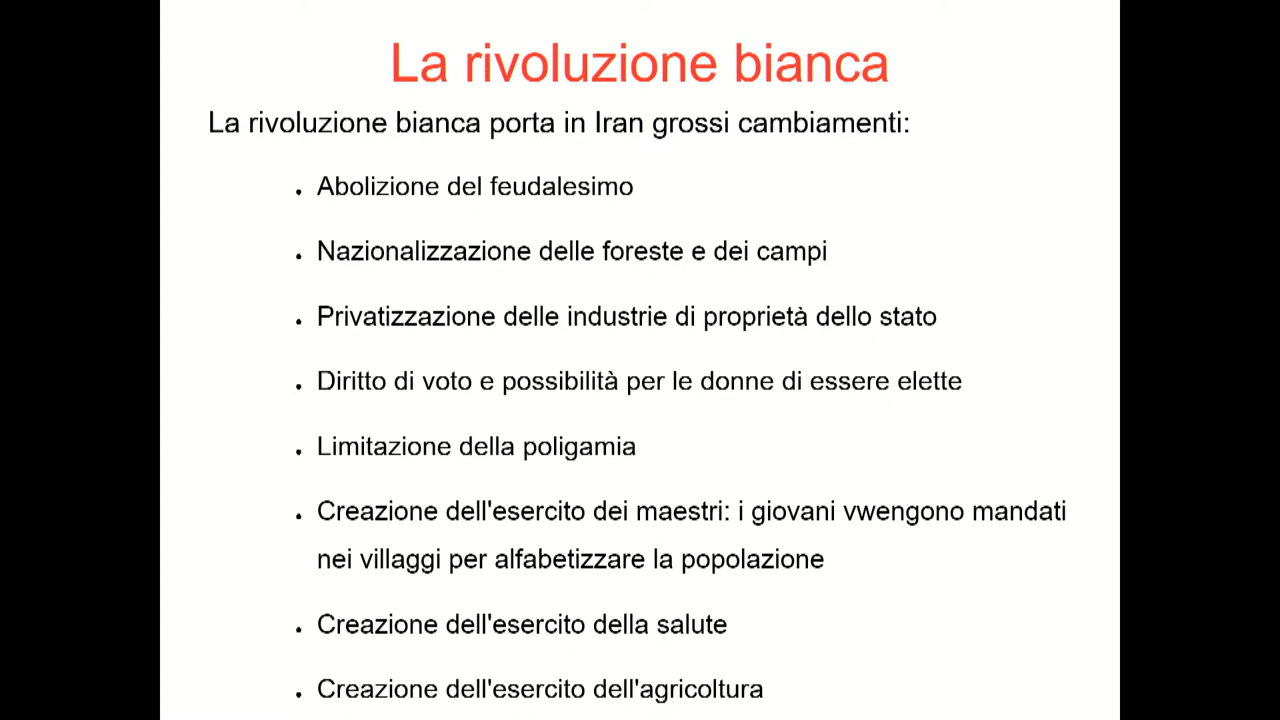 La rivoluzione bianca
La rivoluzione bianca porta in Iran grossi cambiamenti:
• Abolizione del feudalesimo
• Nazionalizzazione delle foreste e dei campi
• Privatizzazione delle industrie di proprietà dello stato
• Diritto di voto e possibilità per le donne di essere elette
• Limitazione della poligamia
• Creazione dell'esercito dei maestri: i giovani vwengono mandati
nei villaggi per alfabetizzare la popolazione
• Creazione dell'esercito della salute
• Creazione dell'esercito dell'agricoltura